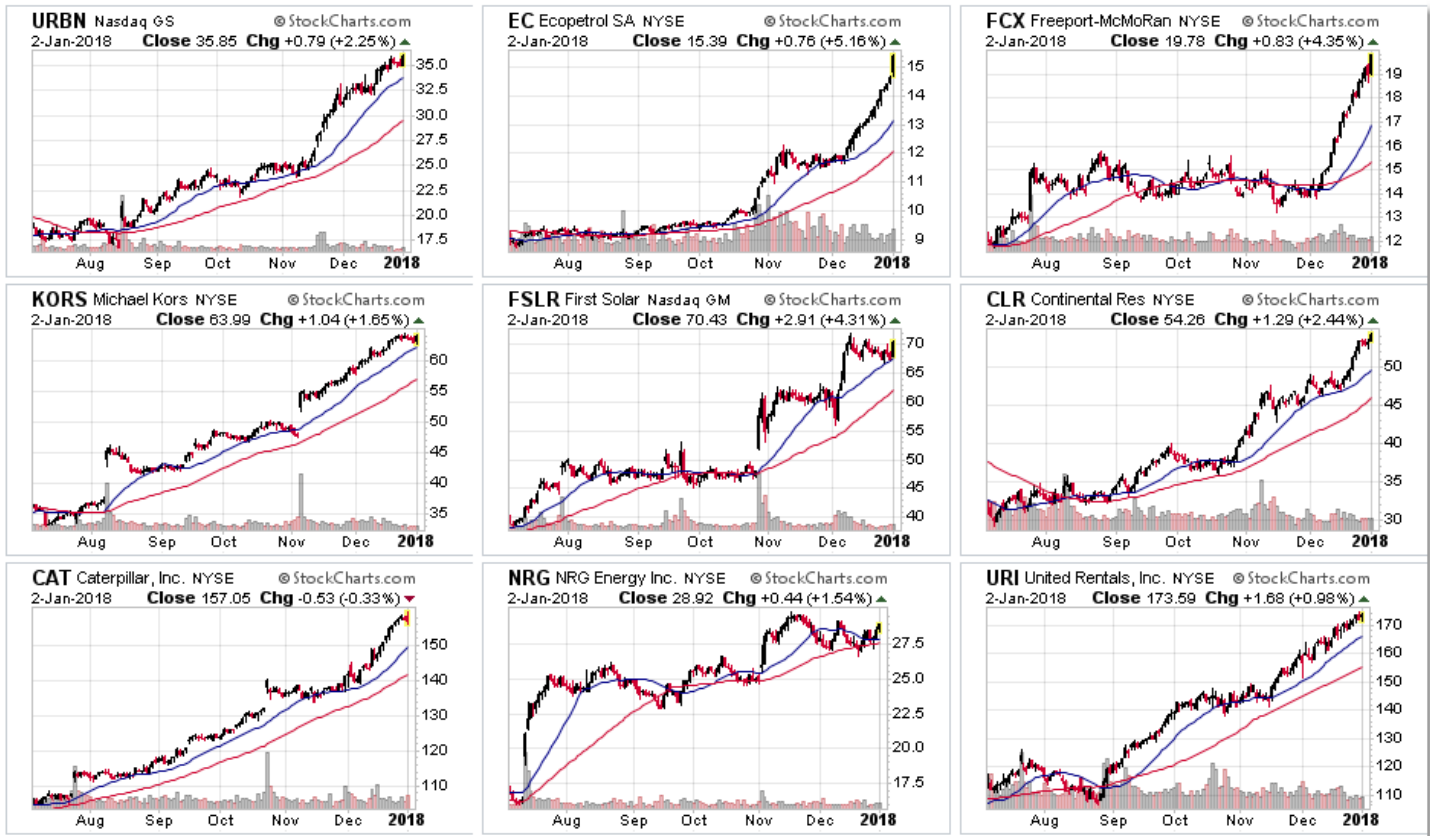 URBN Nasdaq GS © StockCharts.com
2-Jan-2018 Close 35.85 Chg +0.79 (+2.25%)
35.0
32.5
30.0
27.5
25.0
22.5
20.0
17.5
Aug Sep Oct Nov Dec 2018
EC Ecopetrol SA NYSE © StockCharts.com
2-Jan-2018 Close 15.39 Chg +0.76 (+5.16%)
15
14
13
12
11
10
9
Aug Sep Oct Nov Dec 2018
FCX Freeport-McMoRan NYSE © StockCharts.com
2-Jan-2018 Close 19.78 Chg +0.83 (+4.35%)
19
18
17
16
15
14
13
12
Aug Sep Oct Nov Dec 2018
KORS Michael Kors NYSE © StockCharts.com
2-Jan-2018 Close 63.99 Chg +1.04 (+1.65%)
60
55
50
45
40
35
Aug Sep Oct Nov Dec 2018
FSLR First Solar Nasdaq GM © StockCharts.com
2-Jan-2018 Close 70.43 Chg +2.91 (+4.31%)
70
65
60
55
50
45
40
Aug Sep Oct Nov Dec 2018
CLR Continental Res NYSE © StockCharts.com
2-Jan-2018 Close 54.26 Chg +1.29 (+2.44%)
50
45
40
35
30
Aug Sep Oct Nov Dec 2018
CAT Caterpillar, Inc. NYSE © StockCharts.com
2-Jan-2018 Close 157.05 Chg -0.53 (-0.33%)
150
140
130
120
110
Aug Sep Oct Nov Dec 2018
NRG NRG Energy Inc. NYSE © StockCharts.com
2-Jan-2018 Close 28.92 Chg +0.44 (+1.54%)
27.5
25.0
22.5
20.0
17.5
Aug Sep Oct Nov Dec 2018
URI United Rentals, Inc. NYSE © StockCharts.com
2-Jan-2018 Close 173.59 Chg +1.68 (+0.98%)
170
160
150
140
130
120
110
Aug Sep Oct Nov Dec 2018